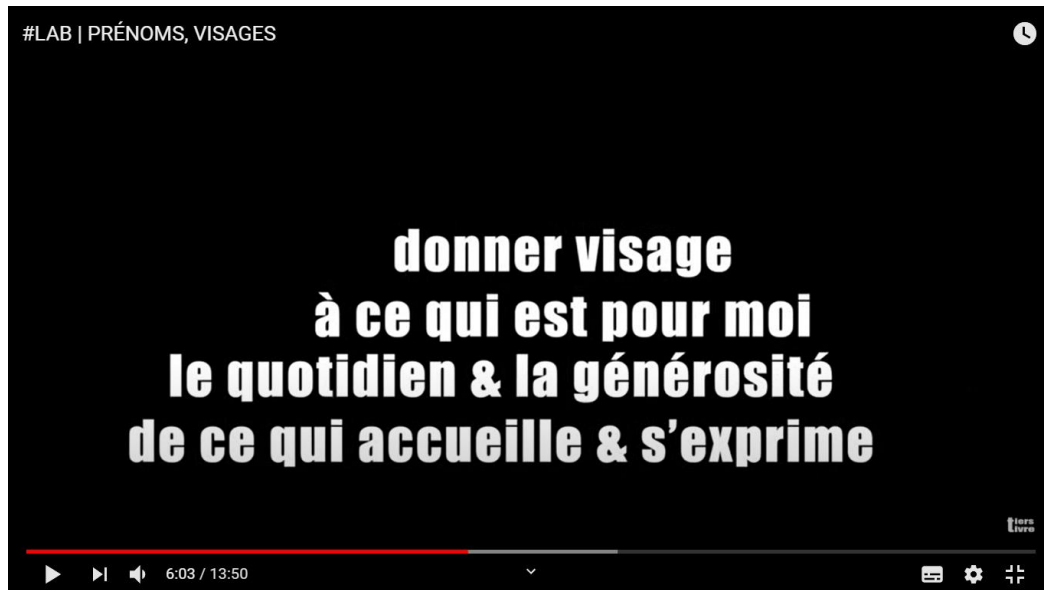 #LAB | PRÉNOMS, VISAGES
donner visage
à ce qui est pour moi
le quotidien & la générosité
de ce qui accueille & s'exprime
tiers
livre
6:03 / 13:50